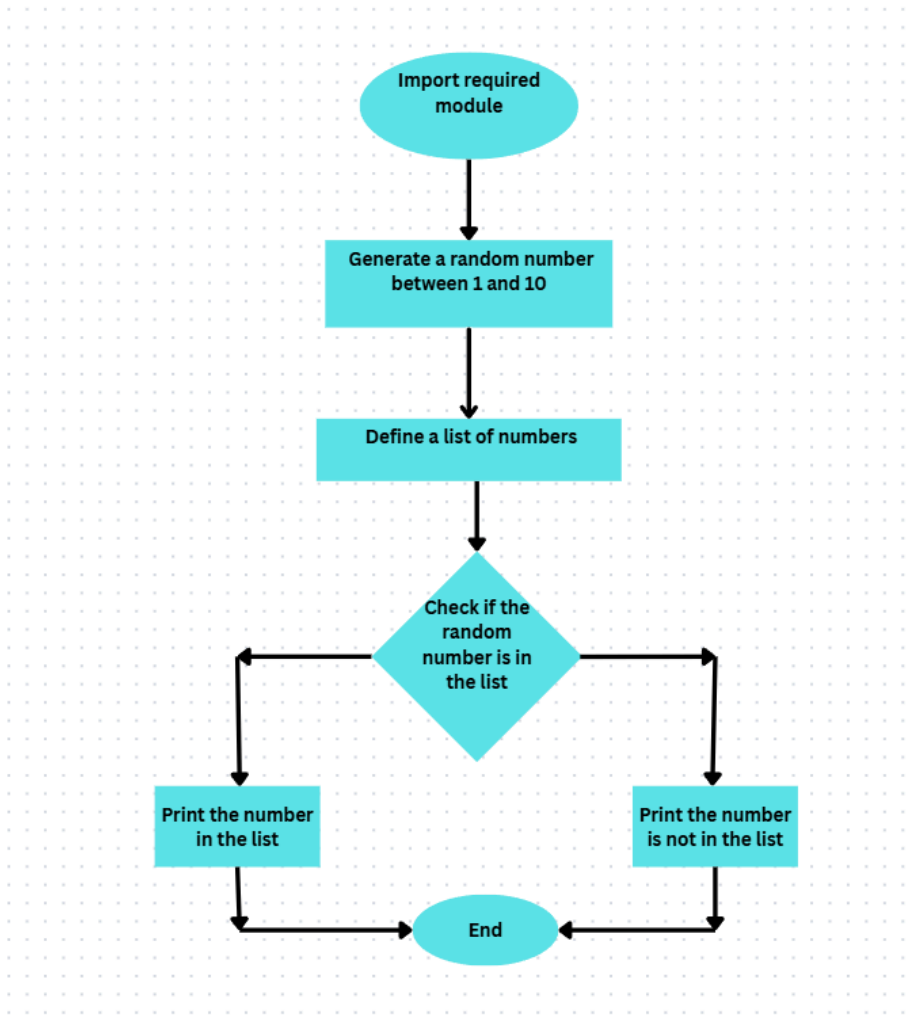 Import required
module
Generate a random number
between 1 and 10
Define a list of numbers
Check if the
random
number is in
the list
Print the number
in the list
Print the number
is not in the list
End